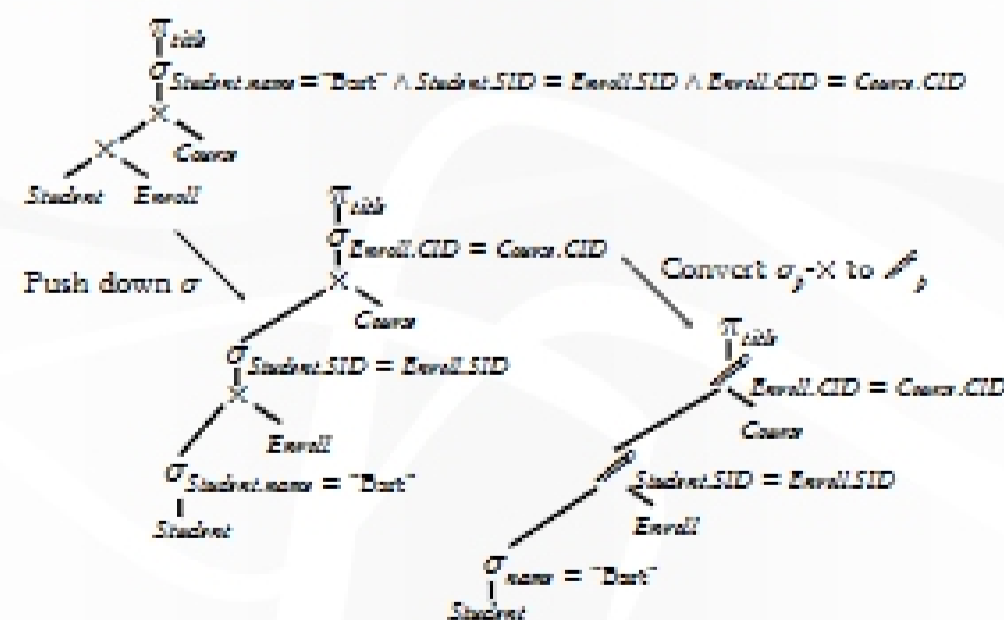 π title
σ Student.name = "Bart" ∧ Student.SID = Enroll.SID ∧ Enroll.CID = Course.CID
×
× Course
Student Enroll
Push down σ
π title
σ Enroll.CID = Course.CID
×
Course
σ Student.SID = Enroll.SID
×
Enroll
σ Student.name = "Bart"
Student
Convert σp-× to
π title
Enroll.CID = Course.CID
Course
Student.SID = Enroll.SID
Enroll
σ name = "Bart"
Student